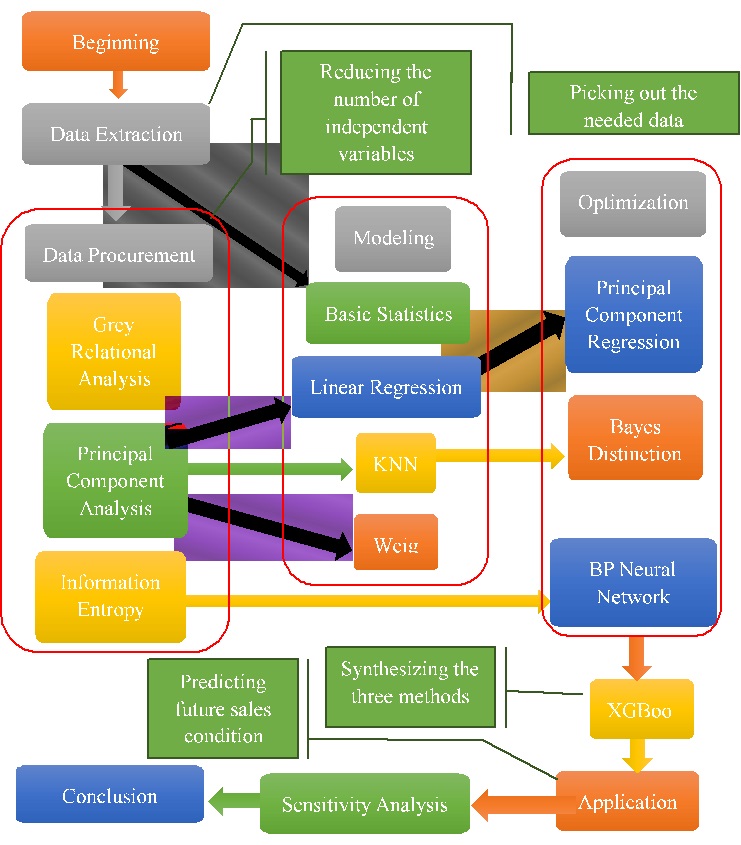 Beginning
Reducing the
number of
independent
variables
Picking out the
needed data
Data Extraction
Data Procurement
Modeling
Optimization
Grey
Relational
Analysis
Basic Statistics
Principal
Component
Regression
Linear Regression
Principal
Component
Analysis
KNN
Bayes
Distinction
Weig
Information
Entropy
BP Neural
Network
Predicting
future sales
condition
Synthesizing the
three methods
XGBoo
Conclusion
Sensitivity Analysis
Application